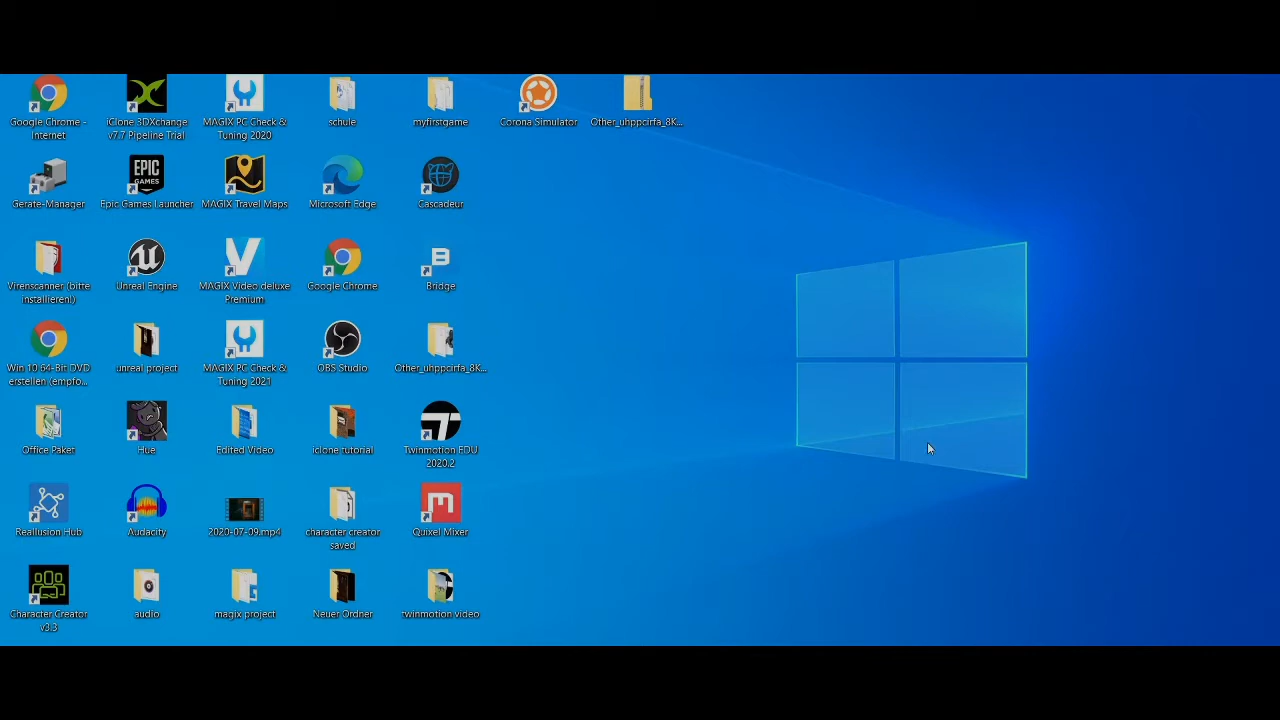 Google Chrome -
Internet
iClone 3DXchange
v7.7 Pipeline Trial
MAGIX PC Check &
Tuning 2020
schule
myfirstgame
Corona Simulator
Other_uhppcirfa_8K...
Geräte-Manager
EPIC
GAMES
Epic Games Launcher
MAGIX Travel Maps
Microsoft Edge
Cascadeur
Virenscanner (bitte
installieren!)
Unreal Engine
MAGIX Video deluxe
Premium
Google Chrome
B
Bridge
Win 10 64-Bit DVD
erstellen (empfo...
unreal project
MAGIX PC Check &
Tuning 2021
OBS Studio
Other_uhppcirfa_8K...
Office Paket
Hue
Edited Video
iclone tutorial
Twinmotion EDU
2020.2
Reallusion Hub
Audacity
2020-07-09.mp4
character creator
saved
Quixel Mixer
Character Creator
v3.3
audio
magix project
Neuer Ordner
twinmotion video